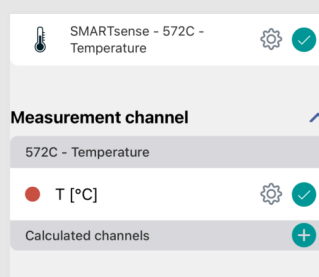 SMARTsense - 572C -
Temperature
Measurement channel
572C - Temperature
T [°C]
Calculated channels